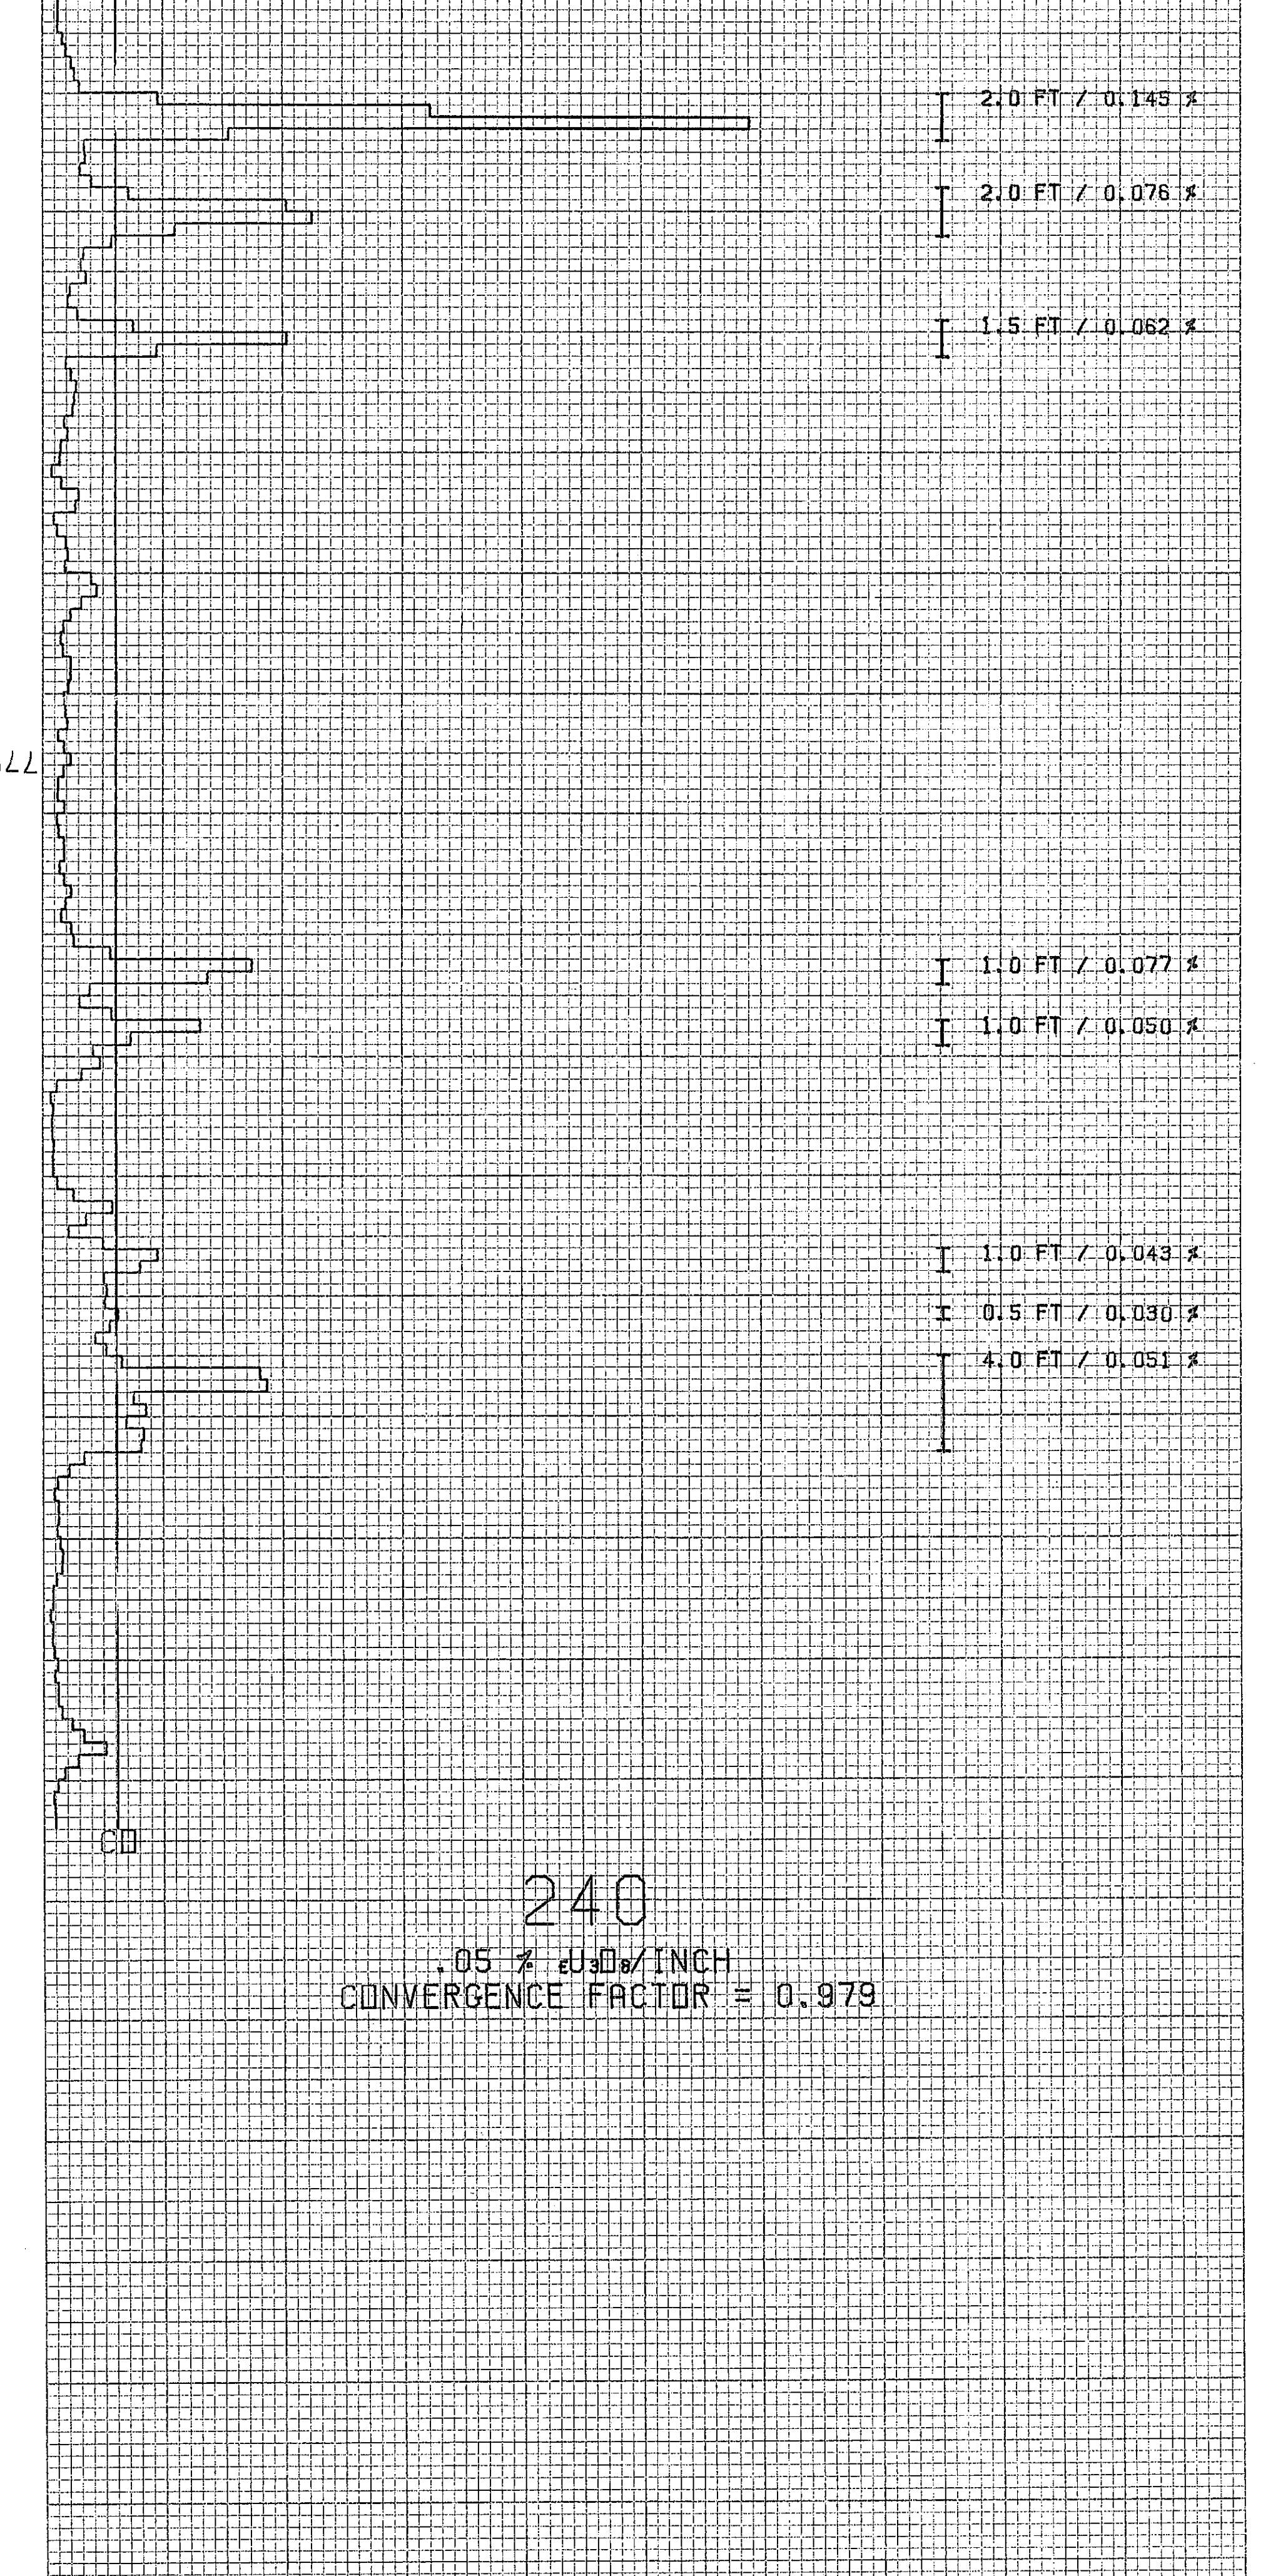 2.0 FT / 0.145 %
2.0 FT / 0.076 %
1.5 FT / 0.062 %
1.0 FT / 0.077 %
1.0 FT / 0.050 %
1.0 FT / 0.043 %
0.5 FT / 0.030 %
4.0 FT / 0.051 %
CO
240
.05 % EU3O8/INCH
CONVERGENCE FACTOR = 0.979